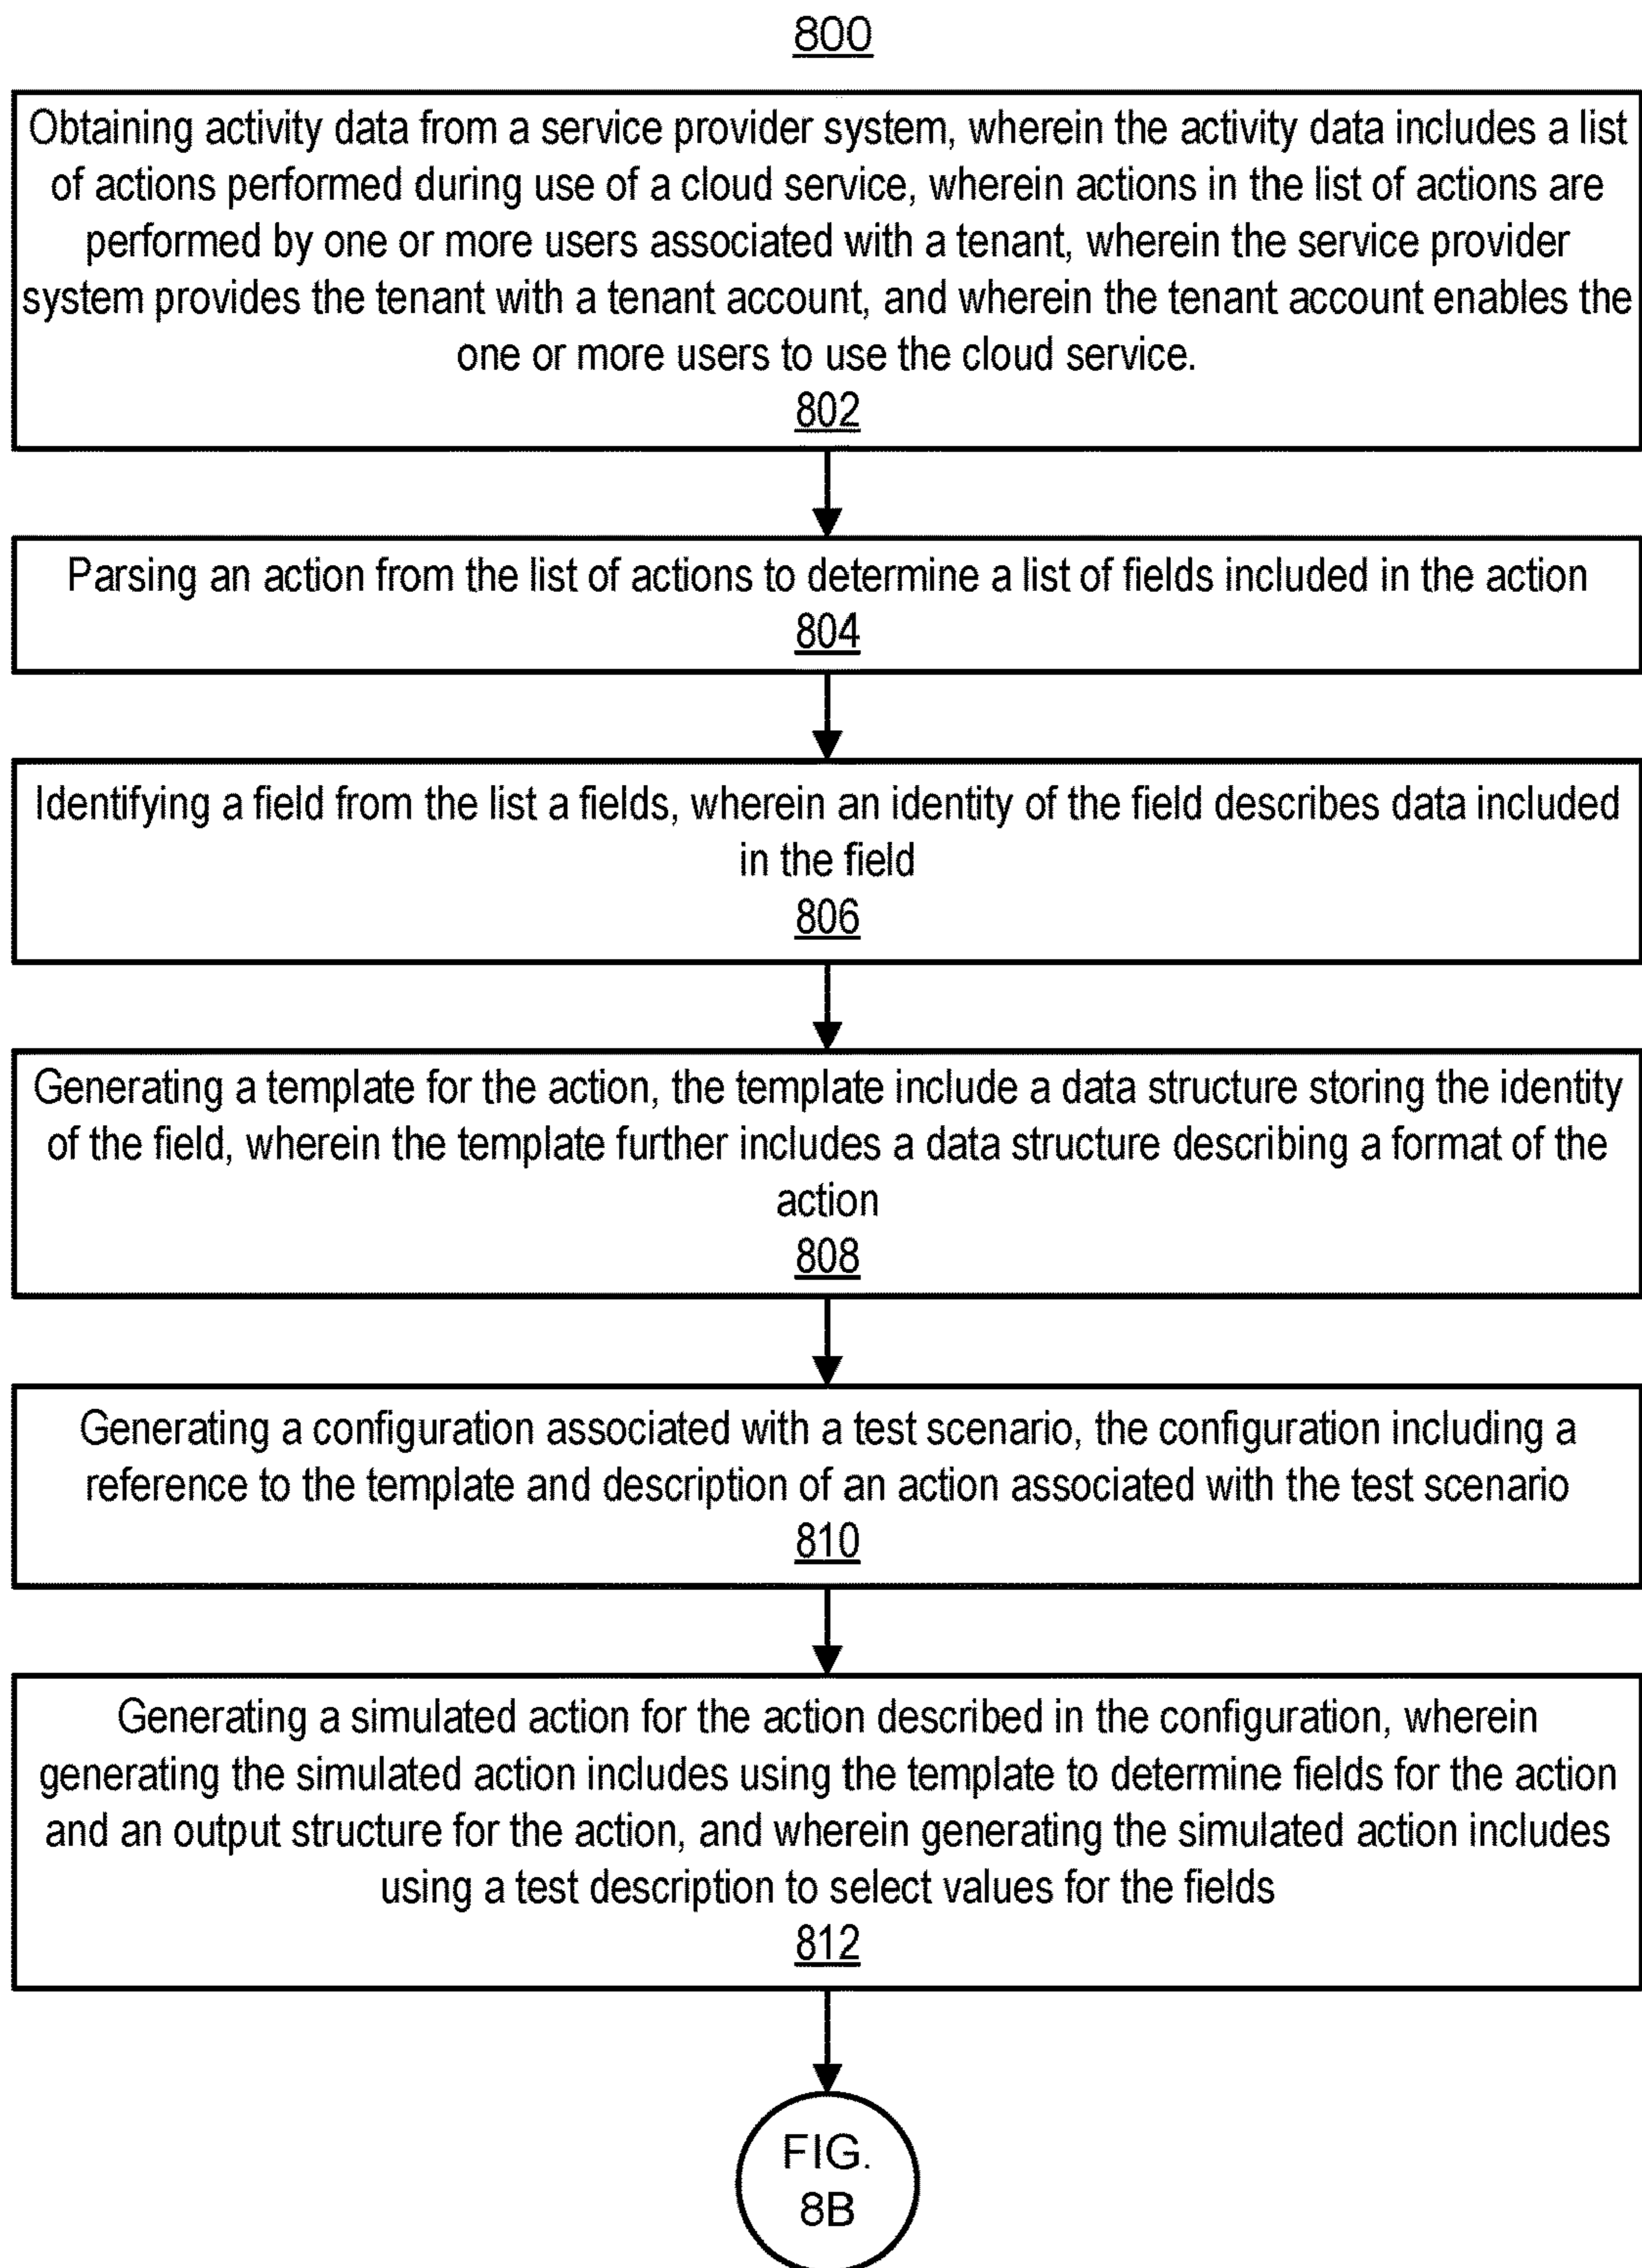 800
Obtaining activity data from a service provider system, wherein the activity data includes a list
of actions performed during use of a cloud service, wherein actions in the list of actions are
performed by one or more users associated with a tenant, wherein the service provider
system provides the tenant with a tenant account, and wherein the tenant account enables the
one or more users to use the cloud service.
802
Parsing an action from the list of actions to determine a list of fields included in the action
804
Identifying a field from the list a fields, wherein an identity of the field describes data included
in the field
806
Generating a template for the action, the template include a data structure storing the identity
of the field, wherein the template further includes a data structure describing a format of the
action
808
Generating a configuration associated with a test scenario, the configuration including a
reference to the template and description of an action associated with the test scenario
810
Generating a simulated action for the action described in the configuration, wherein
generating the simulated action includes using the template to determine fields for the action
and an output structure for the action, and wherein generating the simulated action includes
using a test description to select values for the fields
812
FIG.
8B